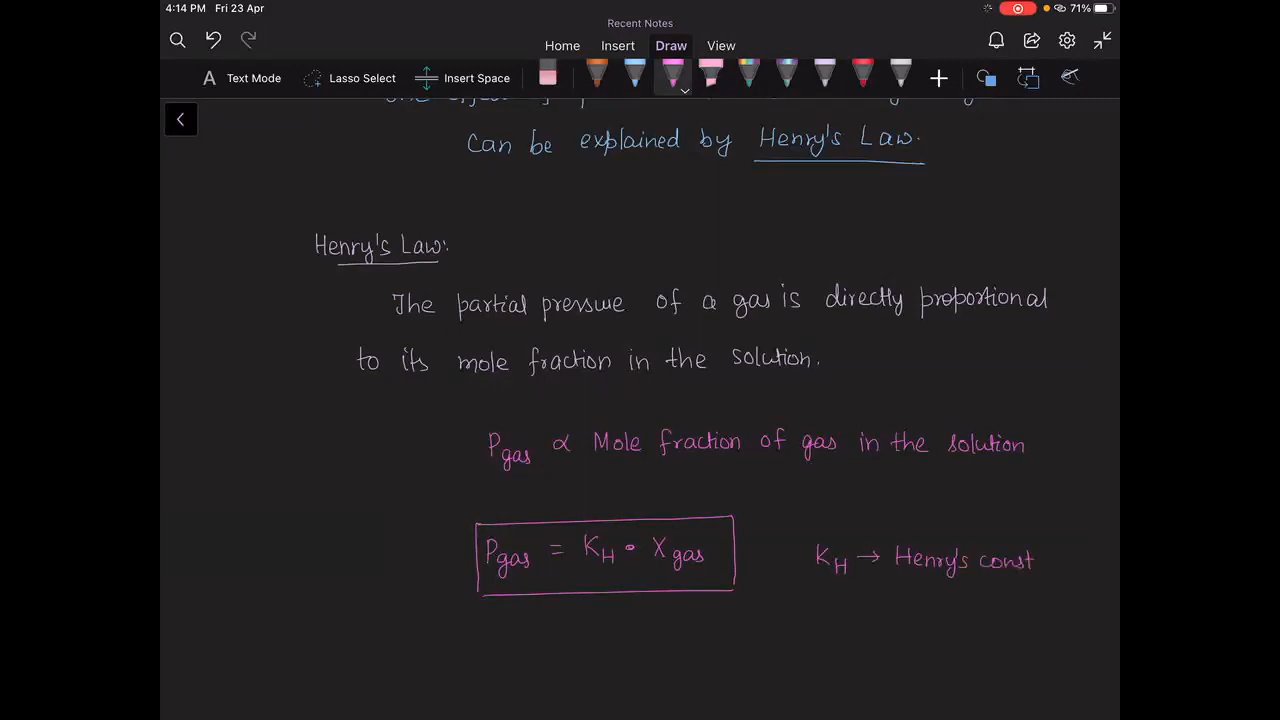 4:14 PM Fri 23 Apr
71%
Recent Notes
Home Insert Draw View
Text Mode Lasso Select Insert Space
can be explained by Henry's Law.
Henry's Law:
The partial pressure of a gas is directly proportional
to its mole fraction in the solution.
Pgas ∝ Mole fraction of gas in the solution
Pgas = KH • Xgas
KH → Henry's const